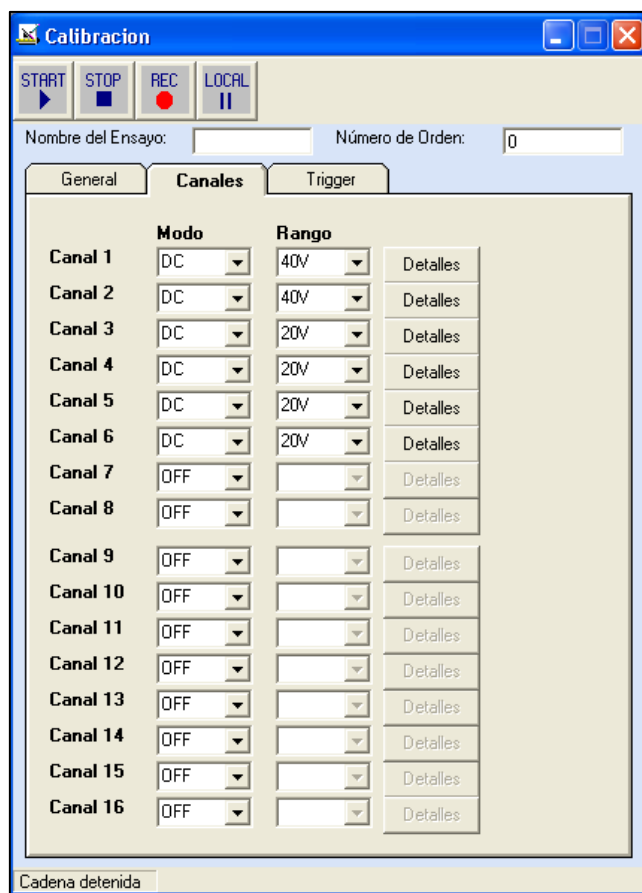 Calibracion
START STOP REC LOCAL
Nombre del Ensayo: Número de Orden: 0
General Canales Trigger
Modo Rango
Canal 1 DC 40V Detalles
Canal 2 DC 40V Detalles
Canal 3 DC 20V Detalles
Canal 4 DC 20V Detalles
Canal 5 DC 20V Detalles
Canal 6 DC 20V Detalles
Canal 7 OFF Detalles
Canal 8 OFF Detalles
Canal 9 OFF Detalles
Canal 10 OFF Detalles
Canal 11 OFF Detalles
Canal 12 OFF Detalles
Canal 13 OFF Detalles
Canal 14 OFF Detalles
Canal 15 OFF Detalles
Canal 16 OFF Detalles
Cadena detenida